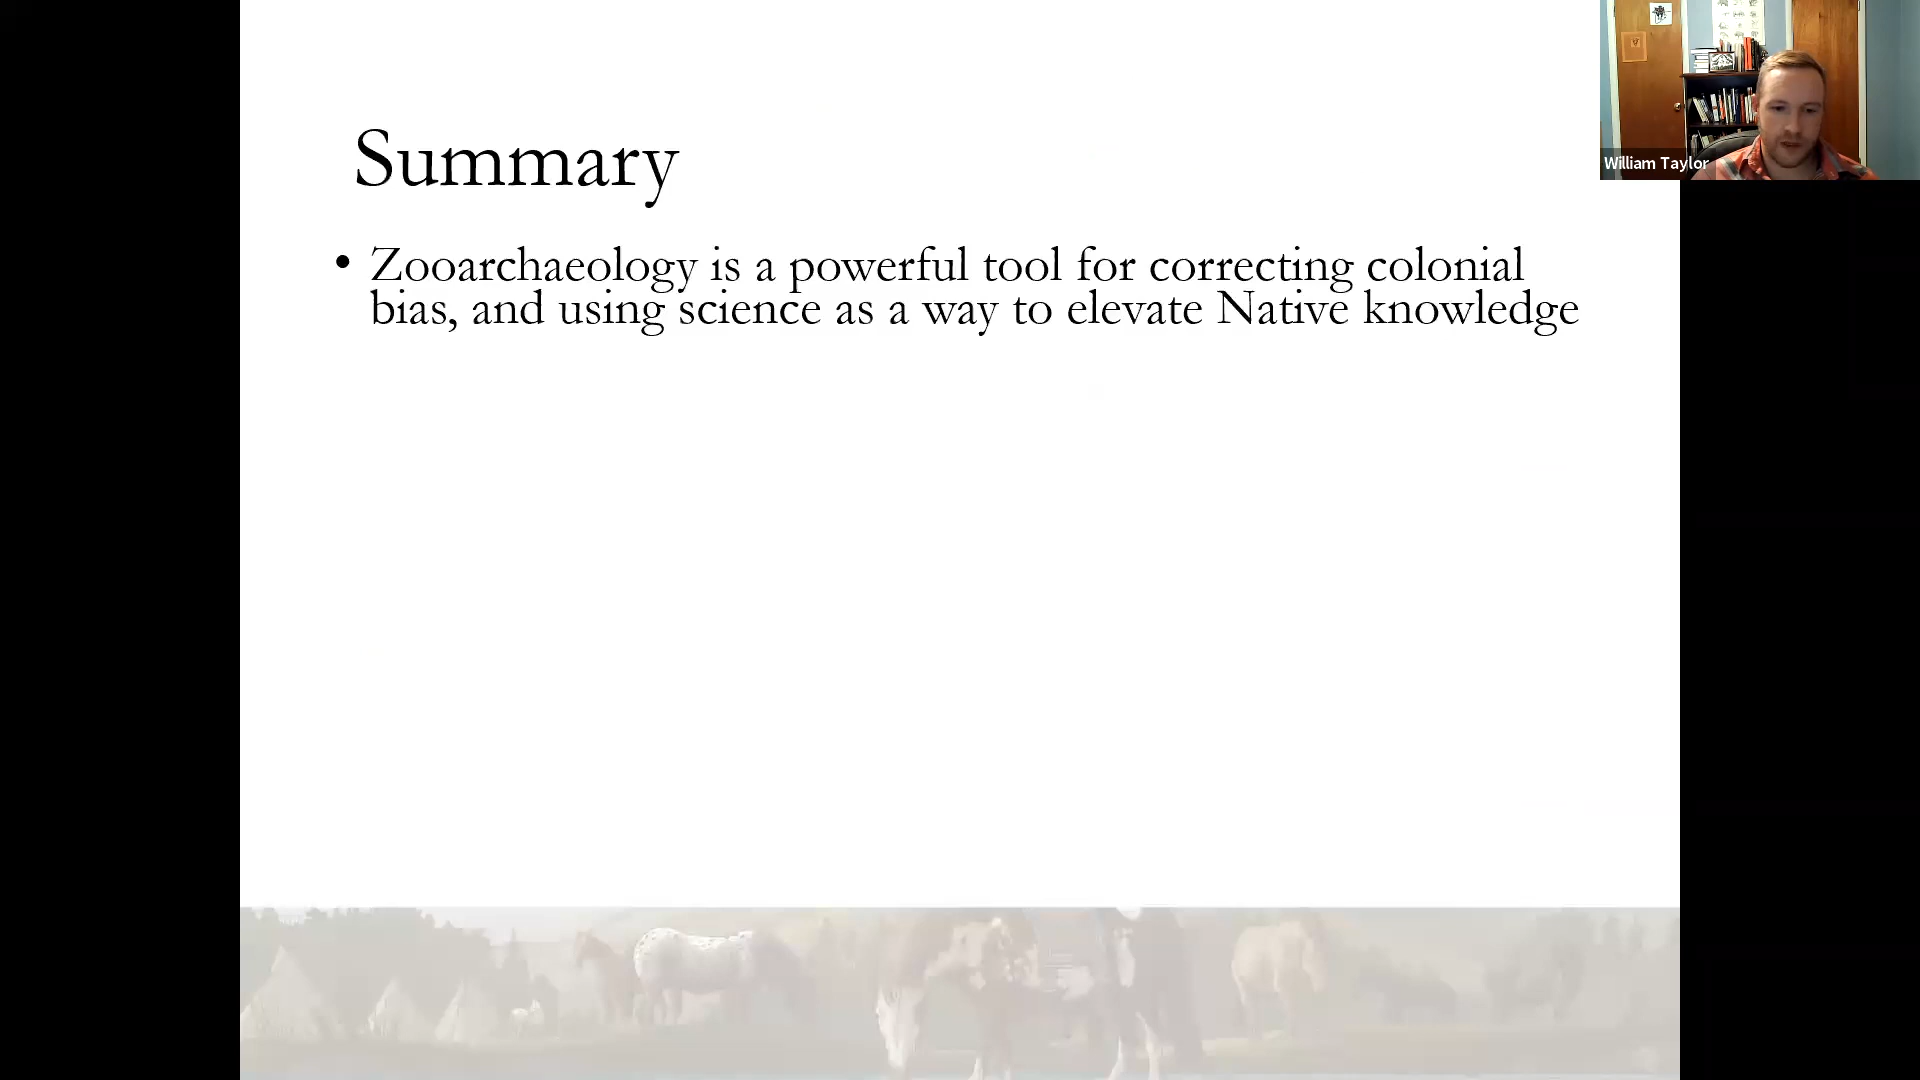 Summary
• Zooarchaeology is a powerful tool for correcting colonial
bias, and using science as a way to elevate Native knowledge
William Taylor